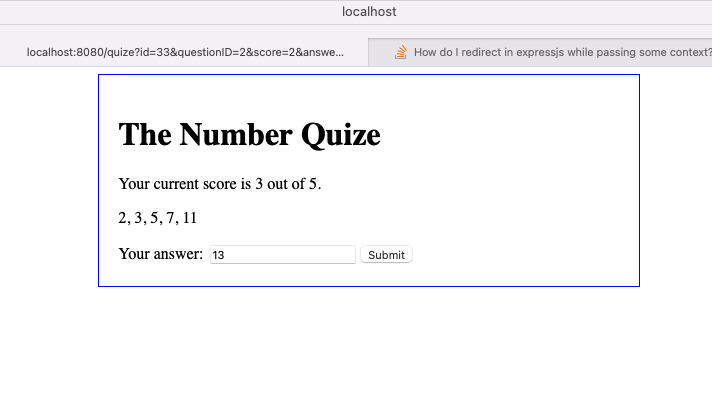 localhost
localhost:8080/quize?id=33&questionID=2&score=2&answe...
How do I redirect in expressjs while passing some context?
The Number Quize
Your current score is 3 out of 5.
2, 3, 5, 7, 11
Your answer: 13 Submit